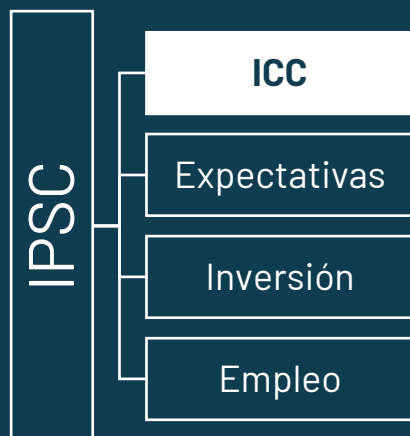 IPSC
ICC
Expectativas
Inversión
Empleo